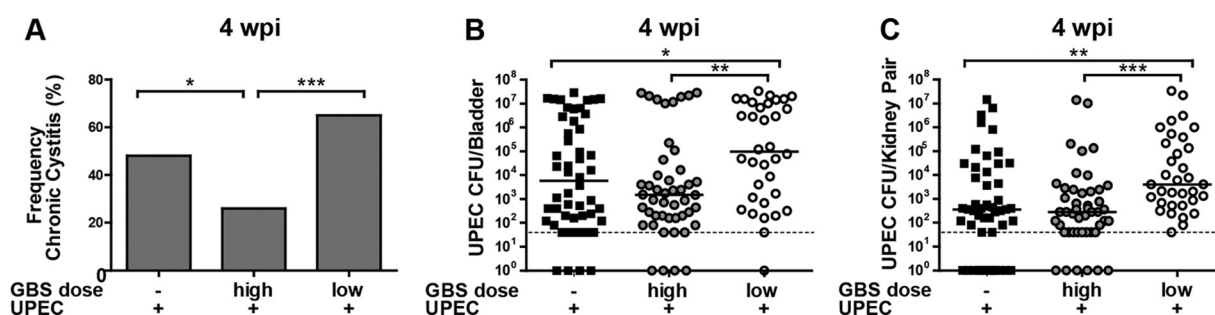 A
4 wpi
Frequency
Chronic Cystitis (%)
80
60
40
20
0
* ***
GBS dose - high low
UPEC + + +
B
4 wpi
UPEC CFU/Bladder
10⁸
10⁷
10⁶
10⁵
10⁴
10³
10²
10¹
10⁰
*
**
GBS dose - high low
UPEC + + +
C
4 wpi
UPEC CFU/Kidney Pair
10⁸
10⁷
10⁶
10⁵
10⁴
10³
10²
10¹
10⁰
**
***
GBS dose - high low
UPEC + + +